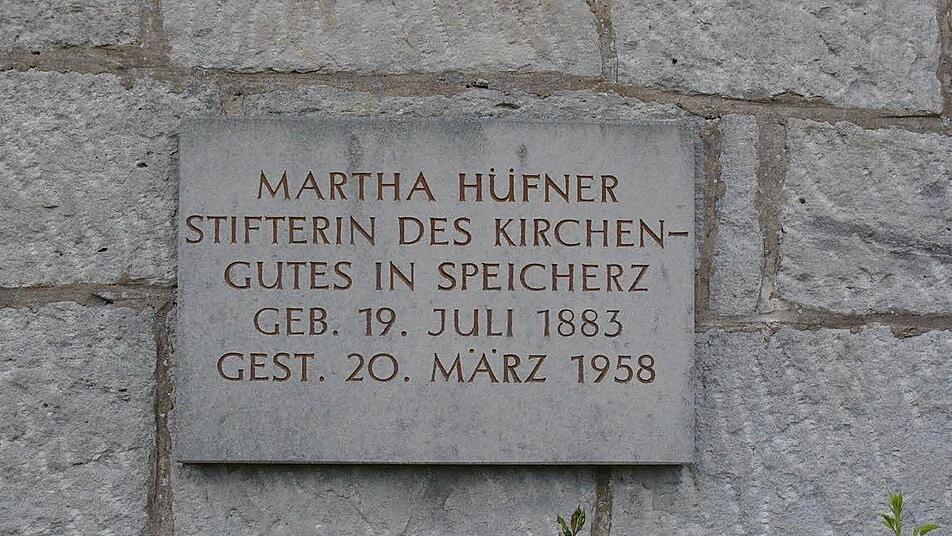 MARTHA HÜFNER
STIFTERIN DES KIRCHEN-
GUTES IN SPEICHERZ
GEB. 19. JULI 1883
GEST. 20. MÄRZ 1958